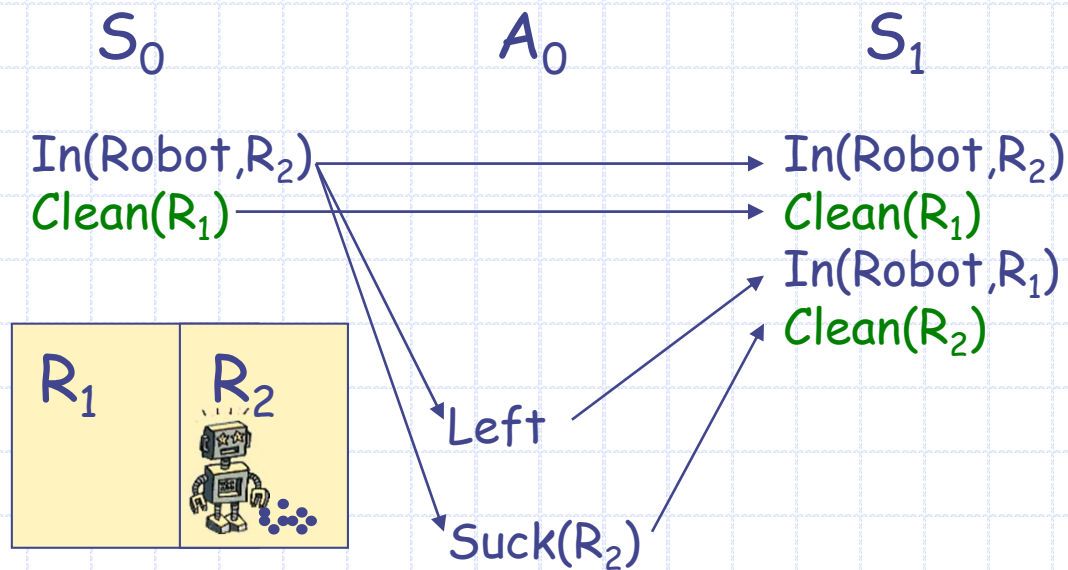 S₀ A₀ S₁
In(Robot,R₂) In(Robot,R₂)
Clean(R₁) Clean(R₁)
In(Robot,R₁)
Clean(R₂)
R₁ R₂
Left
Suck(R₂)